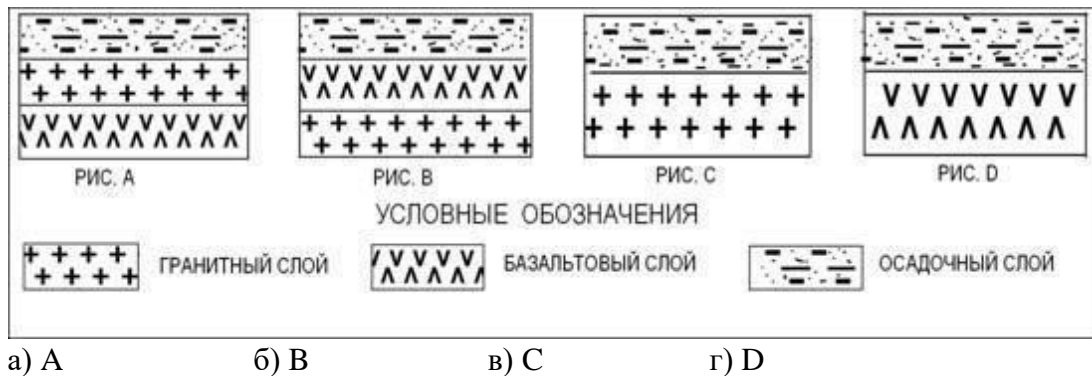 РИС. А РИС. В РИС. С РИС. D
УСЛОВНЫЕ ОБОЗНАЧЕНИЯ
ГРАНИТНЫЙ СЛОЙ БАЗАЛЬТОВЫЙ СЛОЙ ОСАДОЧНЫЙ СЛОЙ
а) А б) В в) С г) D